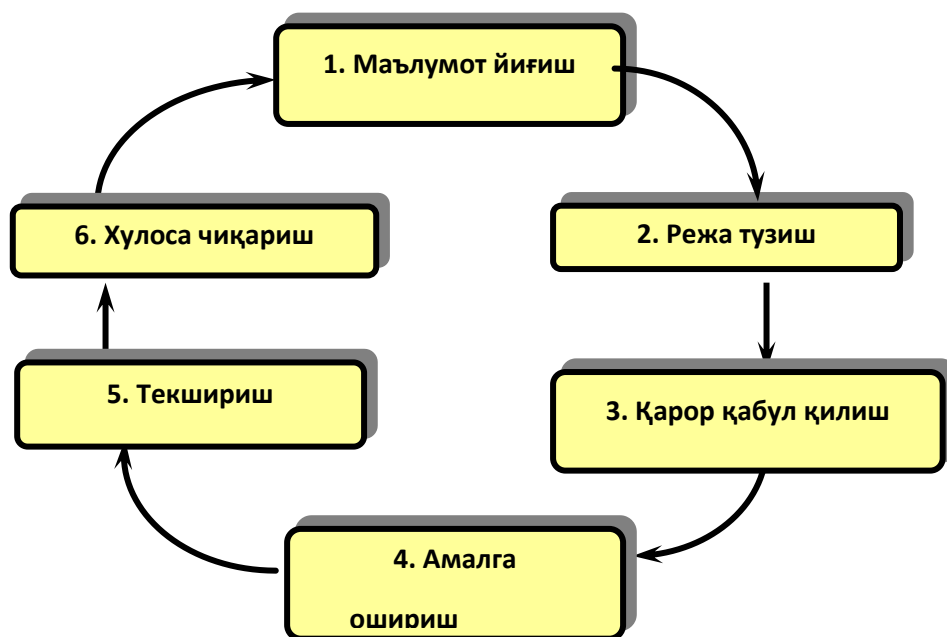 1. Маълумот йиғиш
2. Режа тузиш
3. Қарор қабул қилиш
4. Амалга
ошириш
5. Текшириш
6. Хулоса чиқариш